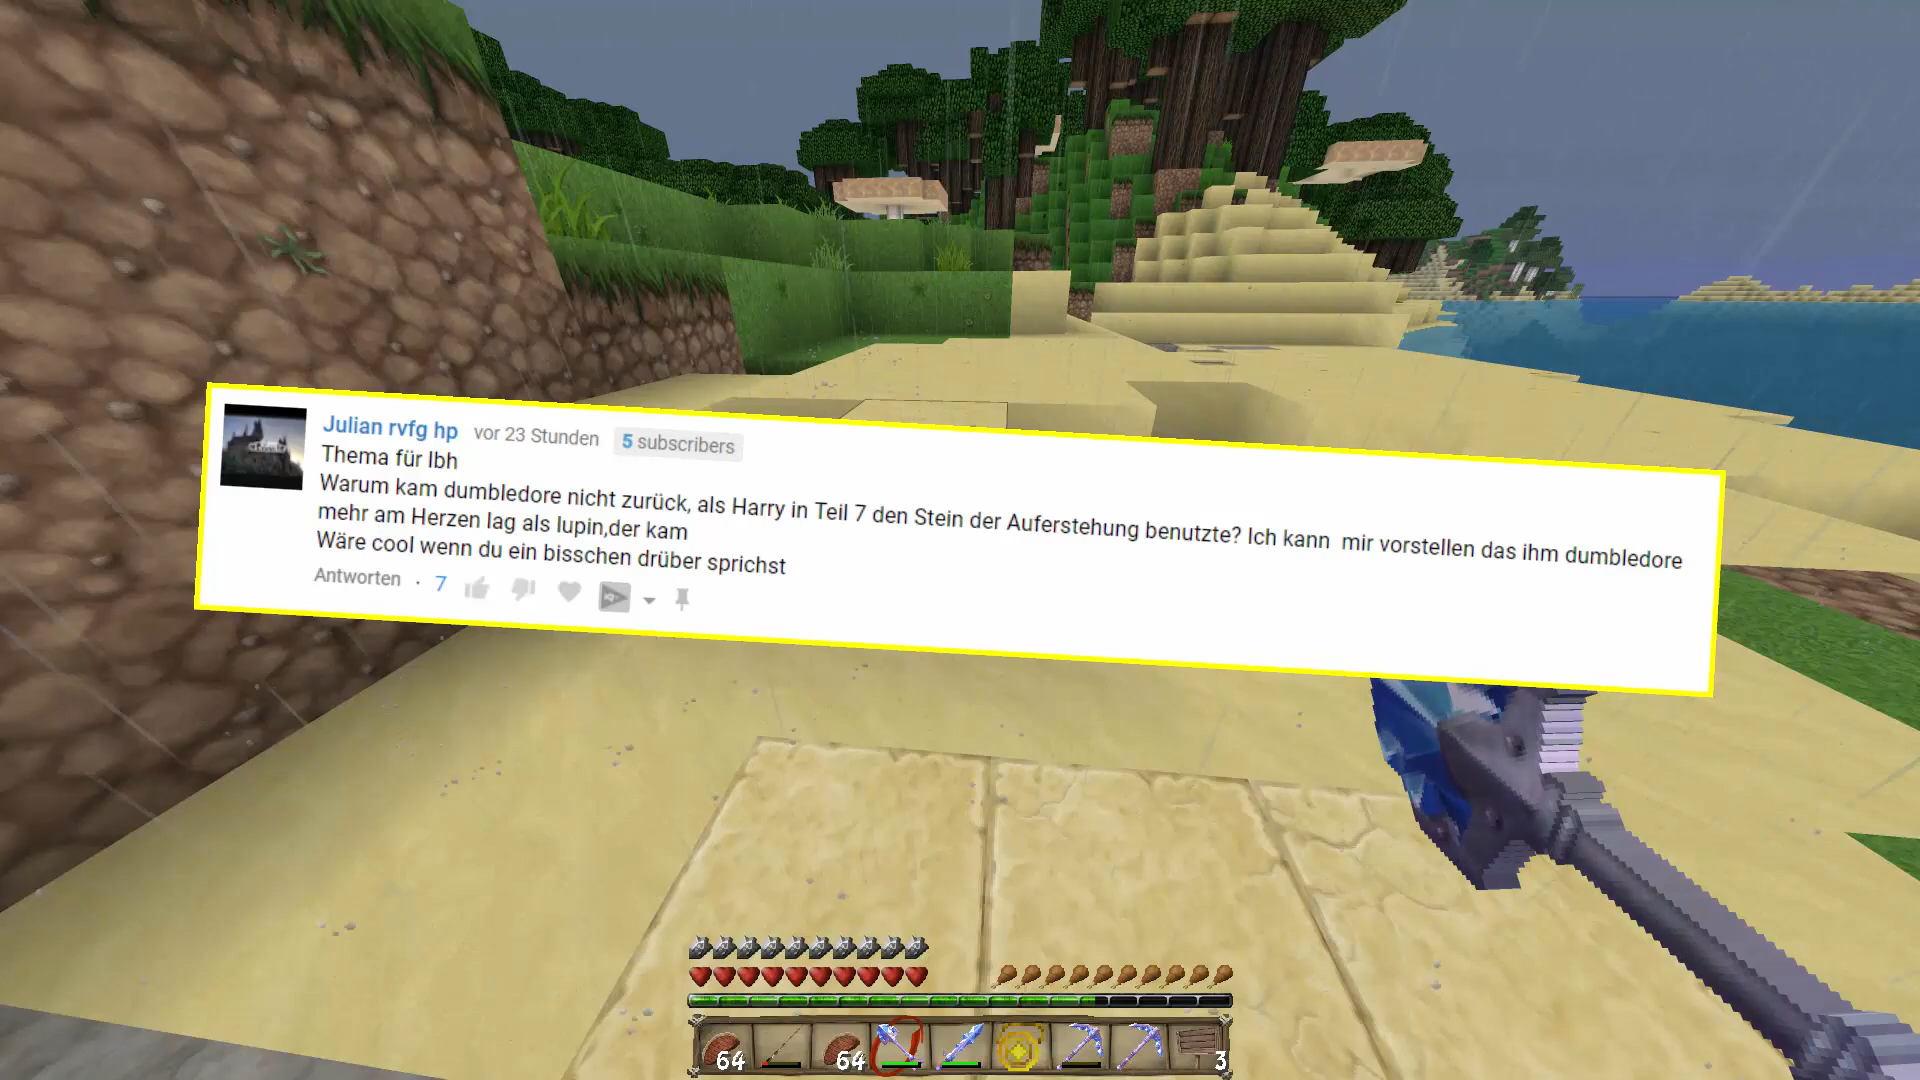 Julian rvfg hp vor 23 Stunden 5 subscribers
Thema für lbh
Warum kam dumbledore nicht zurück, als Harry in Teil 7 den Stein der Auferstehung benutzte? Ich kann mir vorstellen das ihm dumbledore
mehr am Herzen lag als lupin,der kam
Wäre cool wenn du ein bisschen drüber sprichst
Antworten · 7
64 64 3